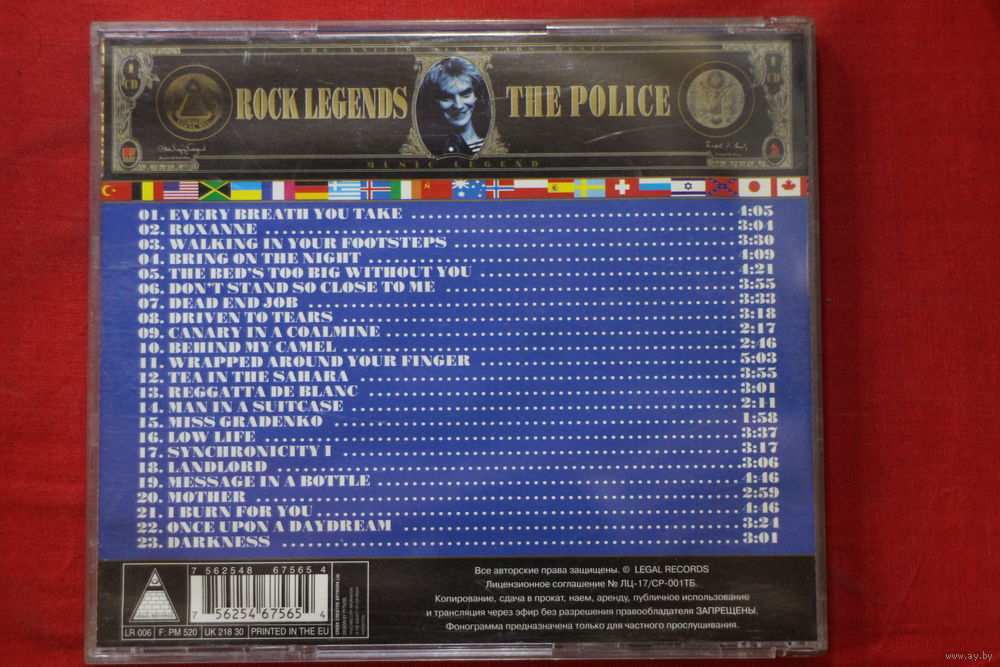 1 CD
1 CD
ROCK LEGENDS THE POLICE
MUSIC LEGEND
01. EVERY BREATH YOU TAKE 4:05
02. ROXANNE 3:04
03. WALKING IN YOUR FOOTSTEPS 3:30
04. BRING ON THE NIGHT 4:09
05. THE BED'S TOO BIG WITHOUT YOU 4:21
06. DON'T STAND SO CLOSE TO ME 3:55
07. DEAD END JOB 3:33
08. DRIVEN TO TEARS 3:18
09. CANARY IN A COALMINE 2:17
10. BEHIND MY CAMEL 2:46
11. WRAPPED AROUND YOUR FINGER 5:03
12. TEA IN THE SAHARA 3:55
13. REGGATTA DE BLANC 3:01
14. MAN IN A SUITCASE 2:11
15. MISS GRADENKO 1:58
16. LOW LIFE 3:37
17. SYNCHRONICITY I 3:17
18. LANDLORD 3:06
19. MESSAGE IN A BOTTLE 4:46
20. MOTHER 2:59
21. I BURN FOR YOU 4:46
22. ONCE UPON A DAYDREAM 3:24
23. DARKNESS 3:01
LEGAL RECORDS
7 562548 67565 4
7 56254 67565 4
LR 006 F: PM 520 UK 218 30 PRINTED IN THE EU
Все авторские права защищены. © LEGAL RECORDS
Лицензионное соглашение № ЛЦ-17/СР-001ТБ.
Копирование, сдача в прокат, наем, аренду, публичное использование
и трансляция через эфир без разрешения правообладателя ЗАПРЕЩЕНЫ.
Фонограмма предназначена только для частного прослушивания.
www.ay.by